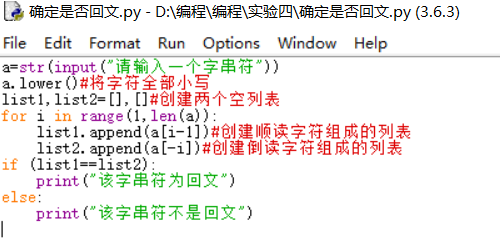 确定是否回文.py - D:\编程\编程\实验四\确定是否回文.py (3.6.3)
File Edit Format Run Options Window Help
a=str(input("请输入一个字串符"))
a.lower()#将字符全部小写
list1,list2=[],[]#创建两个空列表
for i in range(1,len(a)):
    list1.append(a[i-1])#创建顺读字符组成的列表
    list2.append(a[-i])#创建倒读字符组成的列表
if (list1==list2):
    print("该字串符为回文")
else:
    print("该字串符不是回文")